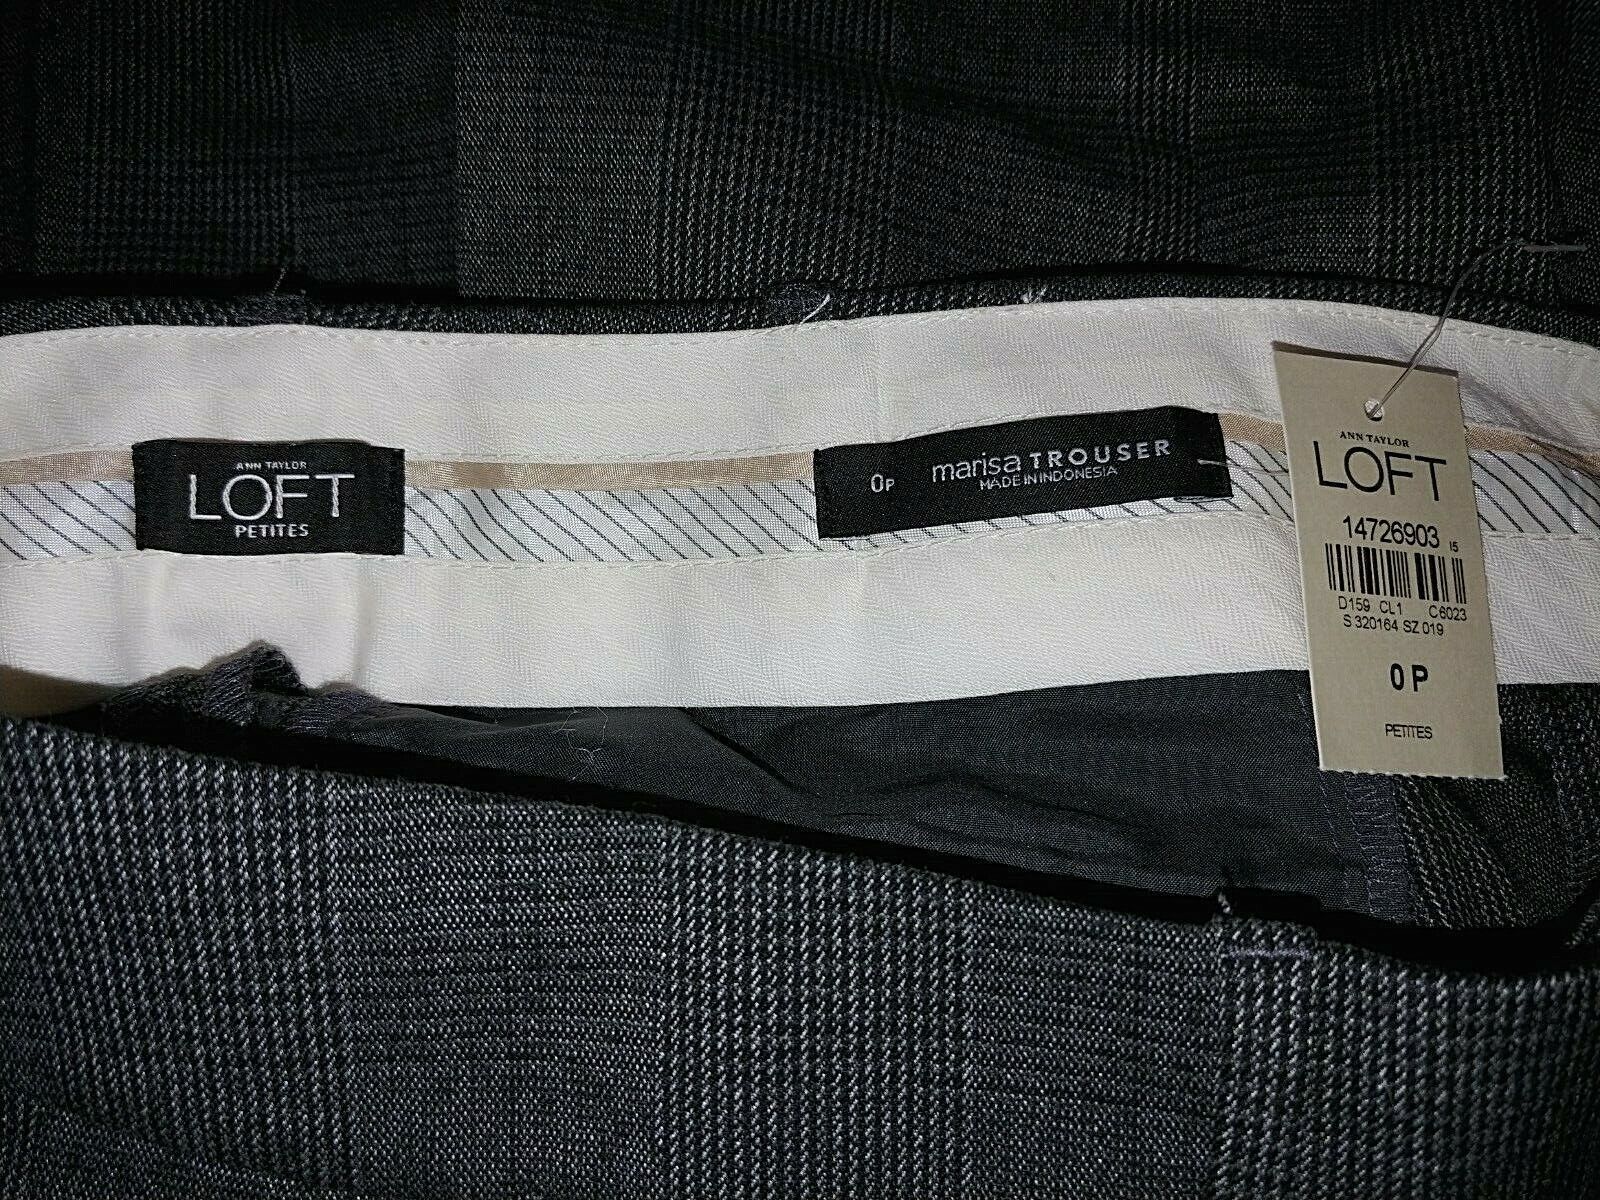 ANN TAYLOR
LOFT
PETITES
0P
marisa TROUSER
MADE IN INDONESIA
ANN TAYLOR
LOFT
14726903 15
D159 CL1 C6023
S 320164 SZ 019
0 P
PETITES